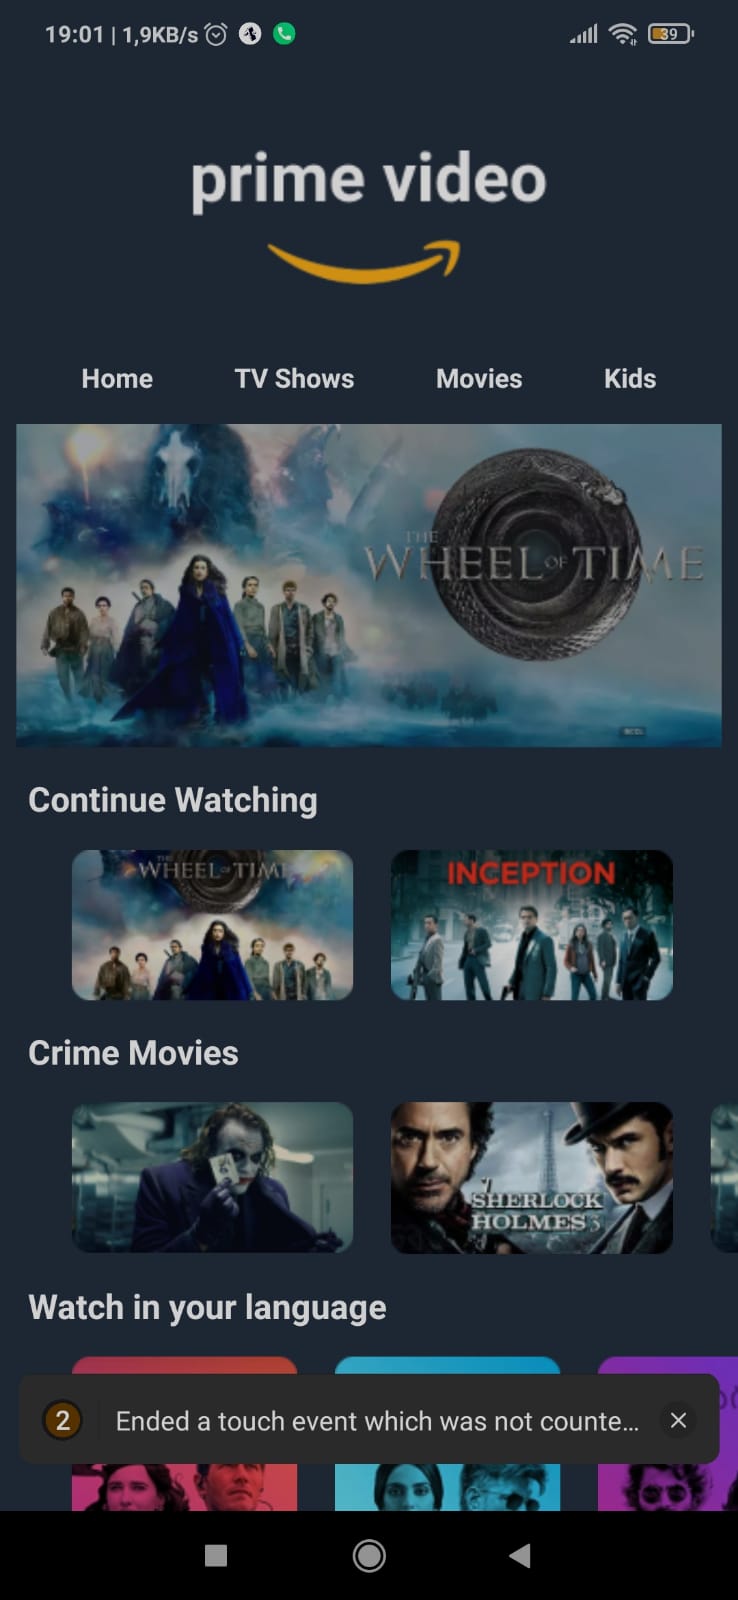 19:01 | 1,9KB/s
39
prime video
Home TV Shows Movies Kids
THE
WHEEL OF TIME
Continue Watching
THE
WHEEL OF TIME
INCEPTION
Crime Movies
SHERLOCK
HOLMES 3
Watch in your language
2 Ended a touch event which was not counte...